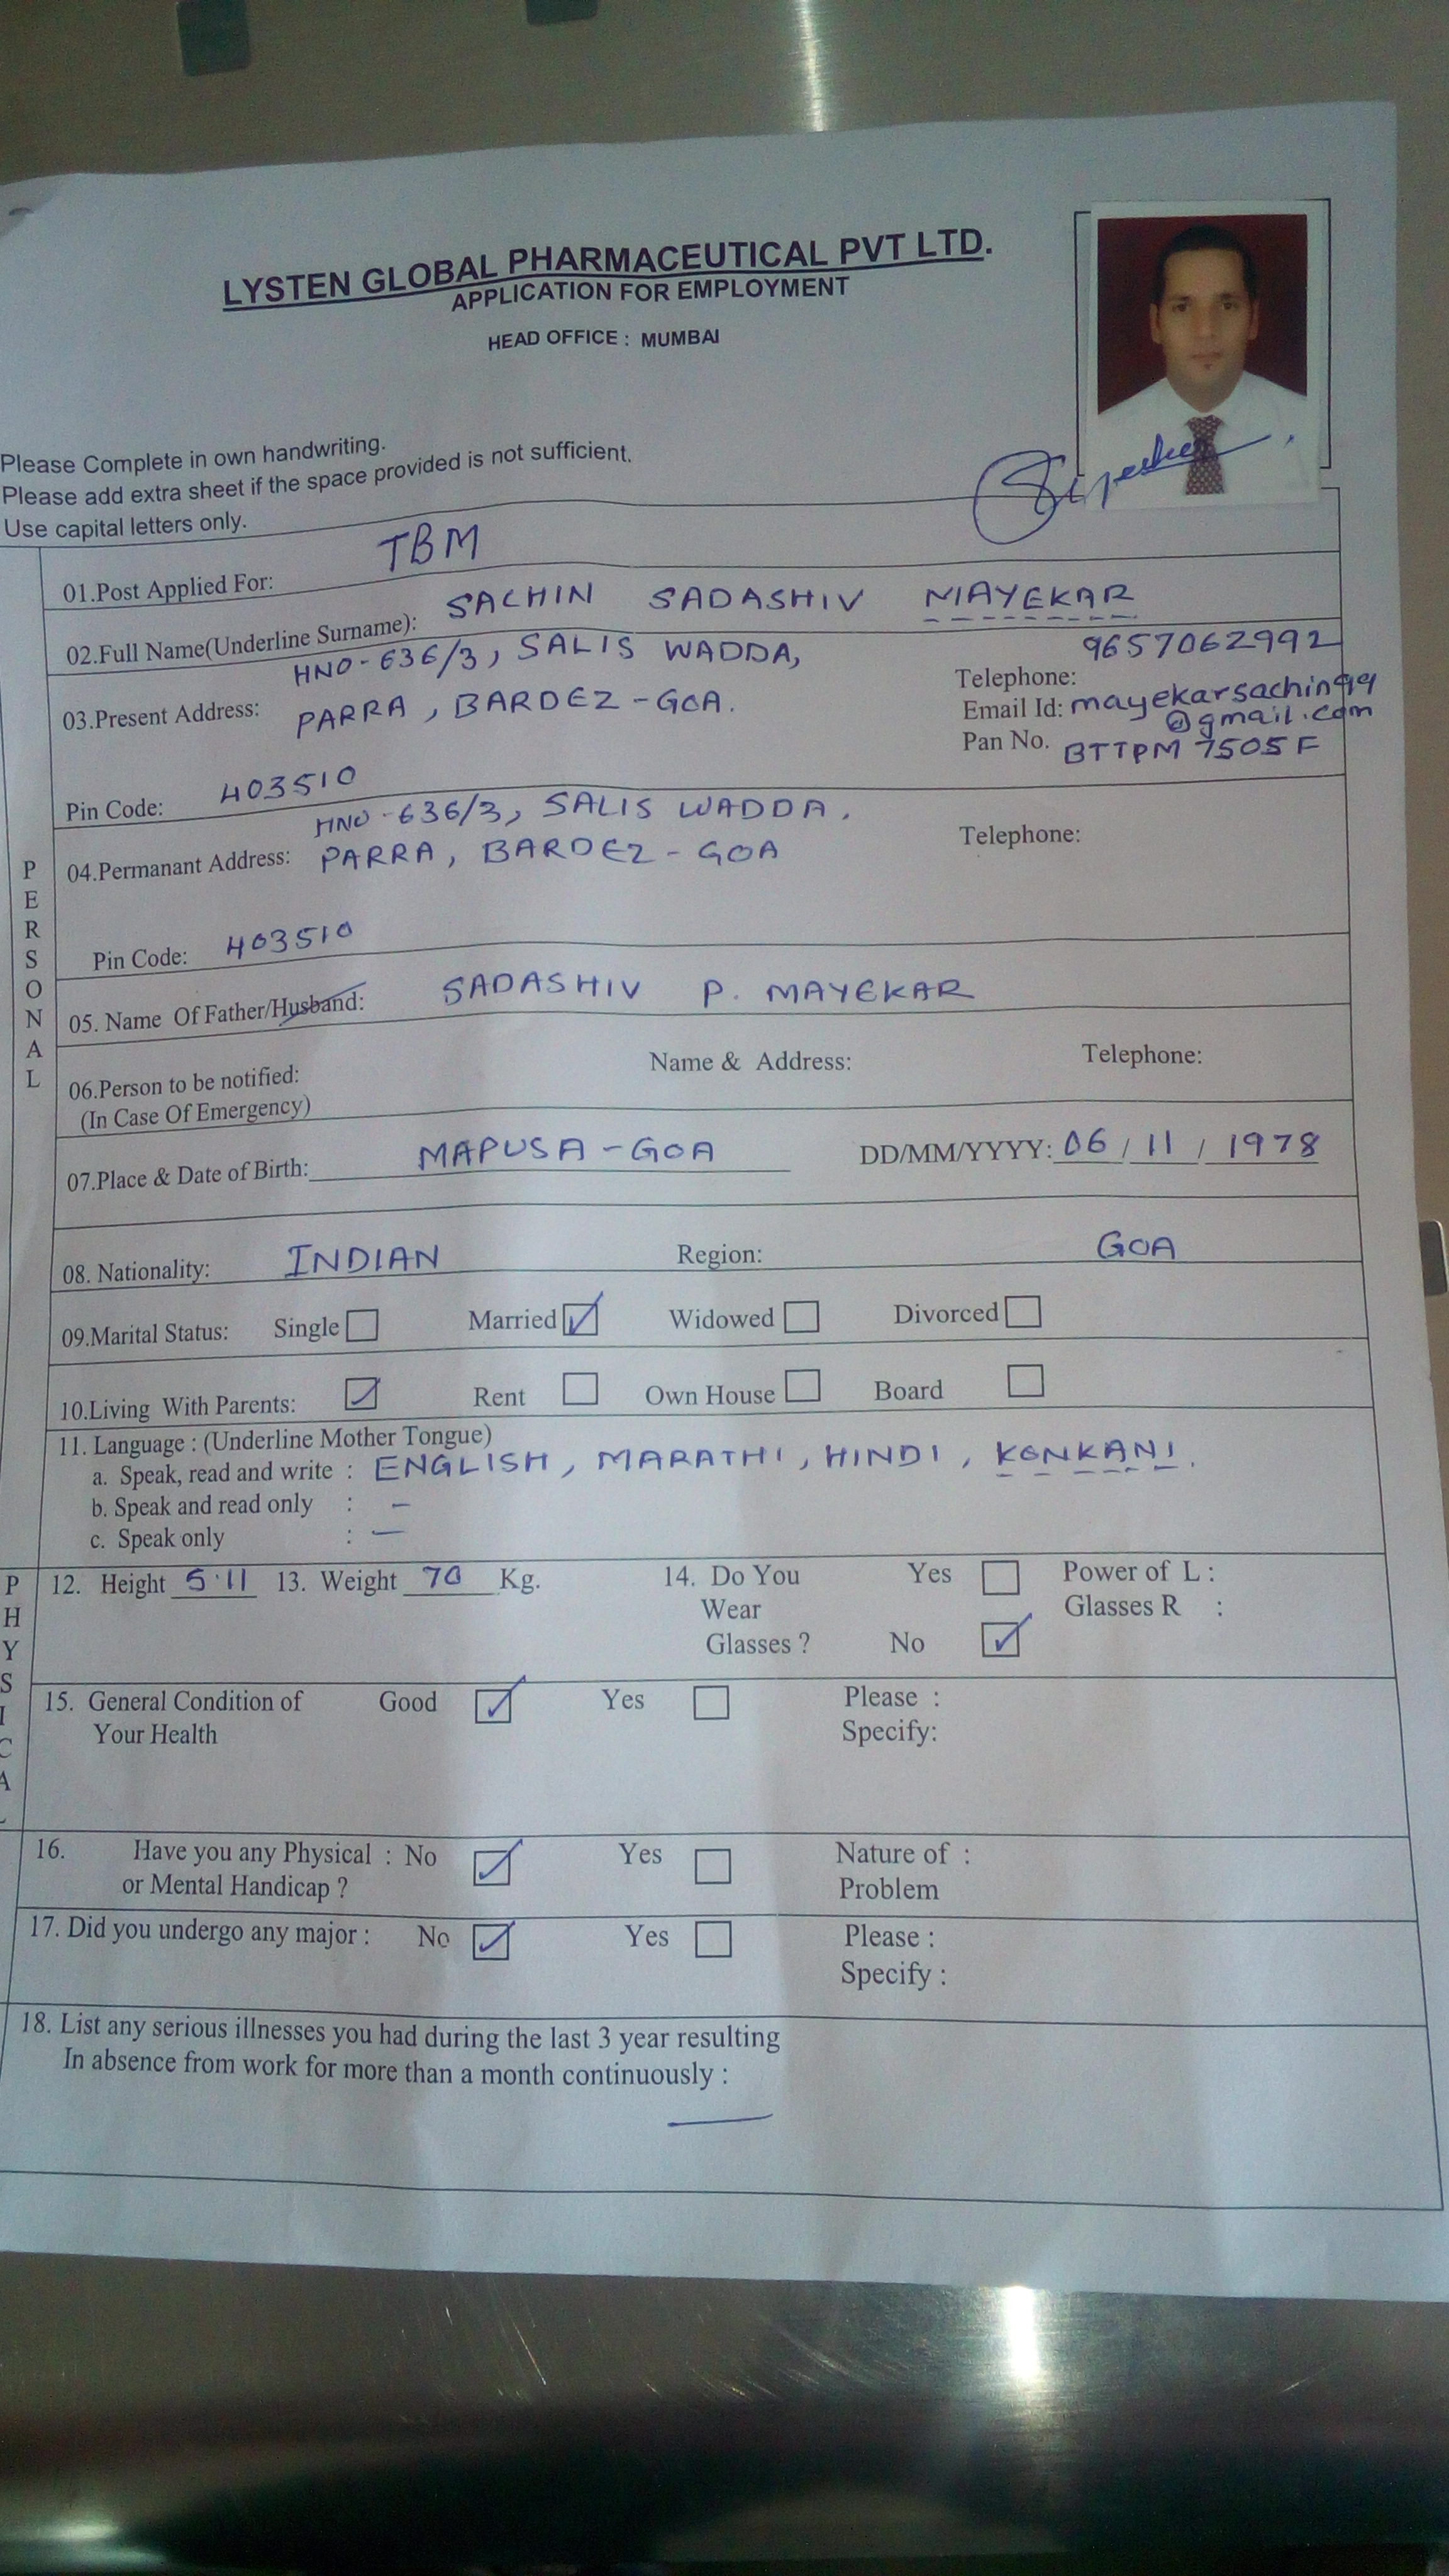 LYSTEN GLOBAL PHARMACEUTICAL PVT LTD.
APPLICATION FOR EMPLOYMENT
HEAD OFFICE : MUMBAI
Please Complete in own handwriting.
Please add extra sheet if the space provided is not sufficient.
Use capital letters only.
PERSONAL
01.Post Applied For: TBM
02.Full Name(Underline Surname): SACHIN SADASHIV MAYEKAR
03.Present Address: HNO-636/3, SALIS WADDA,
PARRA, BARDEZ-GOA.
Telephone: 9657062992
Email Id: mayekarsachin99
@gmail.com
Pan No. BTTPM 7505 F
Pin Code: 403510
04.Permanant Address: HNO-636/3, SALIS WADDA,
PARRA, BARDEZ-GOA
Telephone:
Pin Code: 403510
05. Name Of Father/Husband: SADASHIV P. MAYEKAR
06.Person to be notified: Name & Address: Telephone:
(In Case Of Emergency)
07.Place & Date of Birth: MAPUSA-GOA DD/MM/YYYY: 06 / 11 / 1978
08. Nationality: INDIAN Region: GOA
09.Marital Status: Single Married Widowed Divorced
10.Living With Parents: Rent Own House Board
11. Language : (Underline Mother Tongue)
a. Speak, read and write : ENGLISH, MARATHI, HINDI, KONKANI.
b. Speak and read only : -
c. Speak only : -
PHYSICAL
12. Height 5.11 13. Weight 70 Kg. 14. Do You Yes Power of L :
Wear Glasses R :
Glasses ? No
15. General Condition of Good Yes Please :
Your Health Specify:
16. Have you any Physical : No Yes Nature of :
or Mental Handicap ? Problem
17. Did you undergo any major : No Yes Please :
Specify :
18. List any serious illnesses you had during the last 3 year resulting
In absence from work for more than a month continuously :